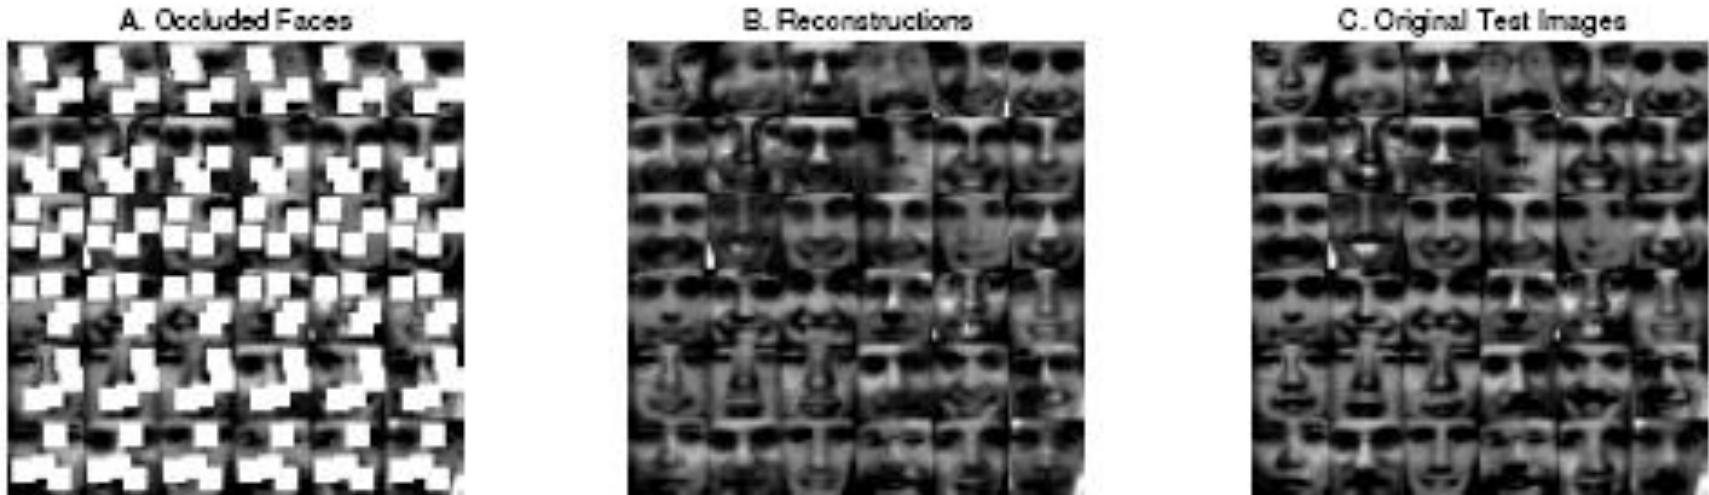 A. Occluded Faces
B. Reconstructions
C. Original Test Images